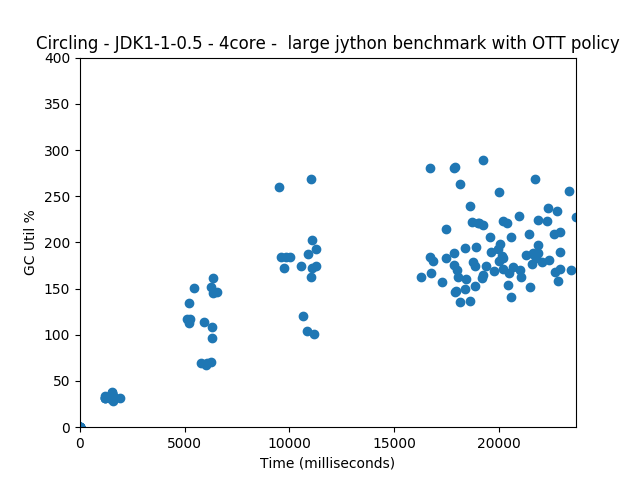 Circling - JDK1-1-0.5 - 4core -  large jython benchmark with OTT policy
400
350
300
250
200
150
100
50
0
GC Util %
0 5000 10000 15000 20000
Time (milliseconds)